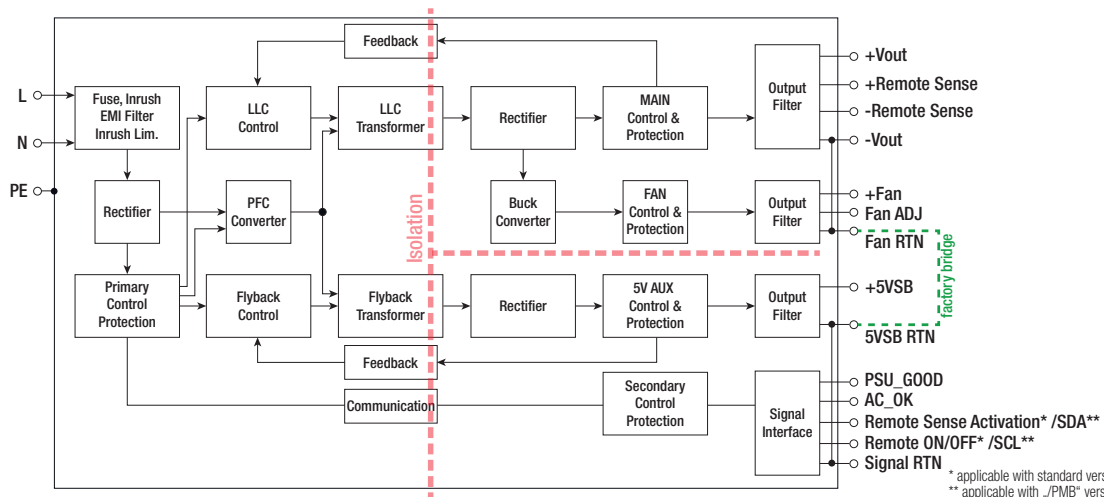 Feedback
+Vout
L
Fuse, Inrush
EMI Filter
Inrush Lim.
LLC
Control
LLC
Transformer
Rectifier
MAIN
Control &
Protection
Output
Filter
+Remote Sense
-Remote Sense
N
-Vout
PE
Rectifier
PFC
Converter
Isolation
Buck
Converter
FAN
Control &
Protection
Output
Filter
+Fan
Fan ADJ
Fan RTN
factory bridge
Primary
Control
Protection
Flyback
Control
Flyback
Transformer
Rectifier
5V AUX
Control &
Protection
Output
Filter
+5VSB
5VSB RTN
Feedback
Communication
Secondary
Control
Protection
Signal
Interface
PSU_GOOD
AC_OK
Remote Sense Activation* /SDA**
Remote ON/OFF* /SCL**
Signal RTN
* applicable with standard vers
** applicable with „/PMB“ vers